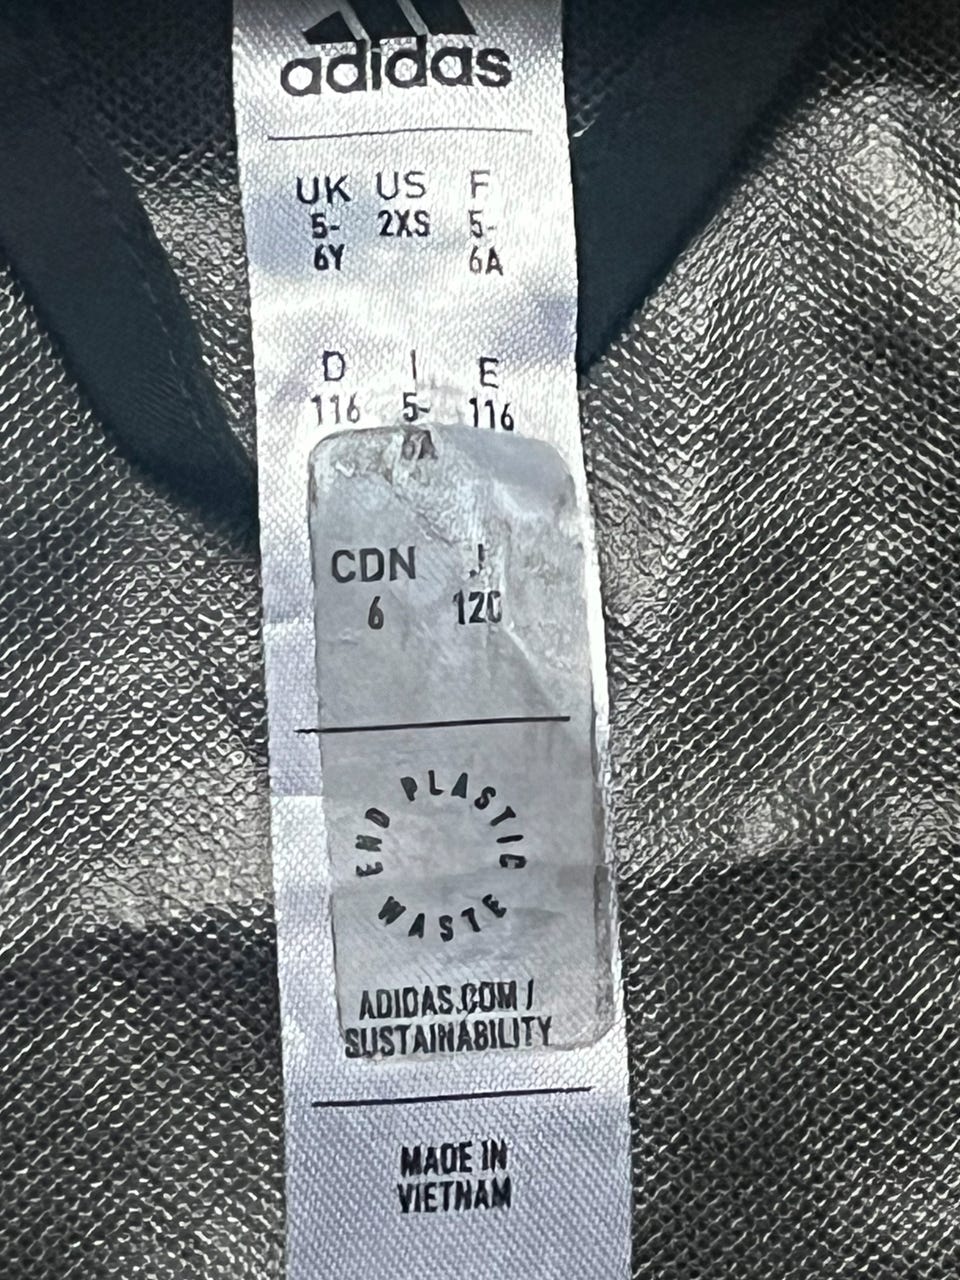 adidas
UK US F
5- 2XS 5-
6Y 6A
D I E
116 5- 116
6A
CDN J
6 120
END PLASTIC WASTE
ADIDAS.COM /
SUSTAINABILITY
MADE IN
VIETNAM